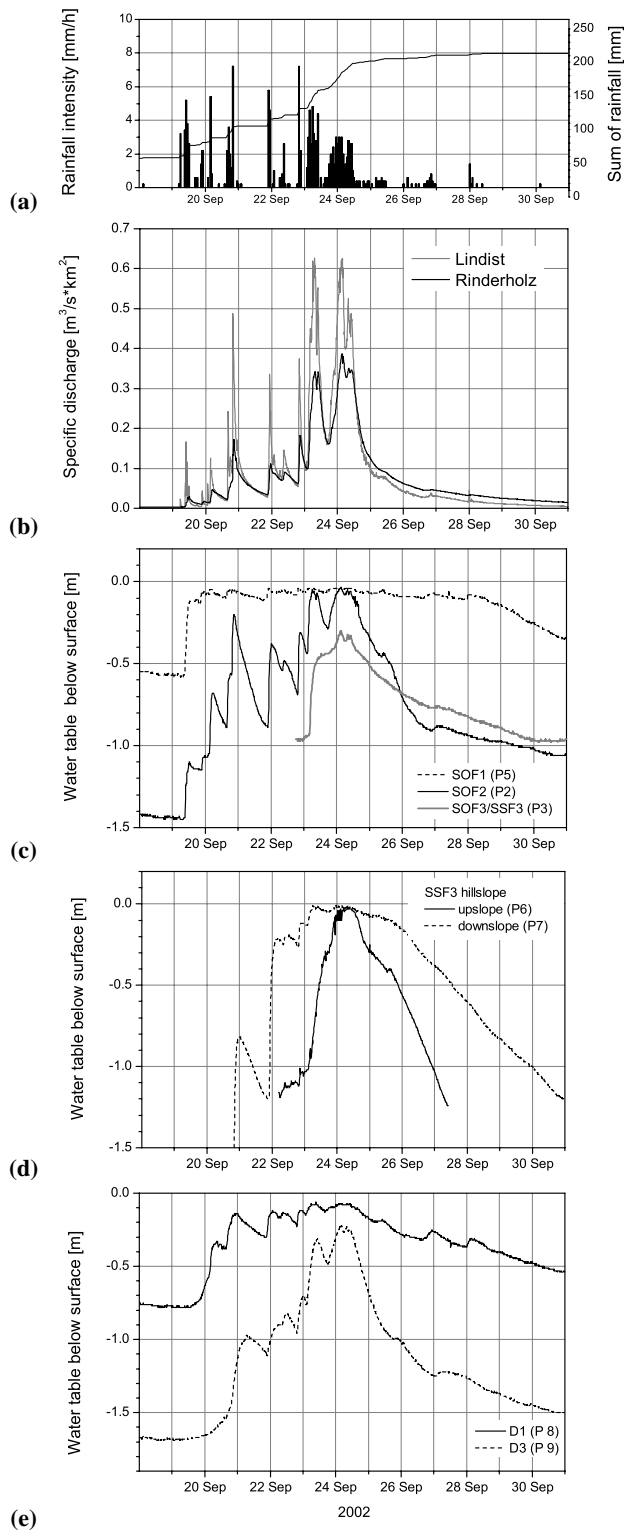 Rainfall intensity [mm/h]
10
8
6
4
2
0
250
200
150
100
50
0
Sum of rainfall [mm]
20 Sep 22 Sep 24 Sep 26 Sep 28 Sep 30 Sep
(a)
Specific discharge [m³/s*km²]
0.7
0.6
0.5
0.4
0.3
0.2
0.1
0.0
Lindist
Rinderholz
20 Sep 22 Sep 24 Sep 26 Sep 28 Sep 30 Sep
(b)
Water table below surface [m]
0.0
-0.5
-1.0
-1.5
SOF1 (P5)
SOF2 (P2)
SOF3/SSF3 (P3)
20 Sep 22 Sep 24 Sep 26 Sep 28 Sep 30 Sep
(c)
Water table below surface [m]
0.0
-0.5
-1.0
-1.5
SSF3 hillslope
upslope (P6)
downslope (P7)
20 Sep 22 Sep 24 Sep 26 Sep 28 Sep 30 Sep
(d)
Water table below surface [m]
0.0
-0.5
-1.0
-1.5
D1 (P 8)
D3 (P 9)
20 Sep 22 Sep 24 Sep 26 Sep 28 Sep 30 Sep
2002
(e)